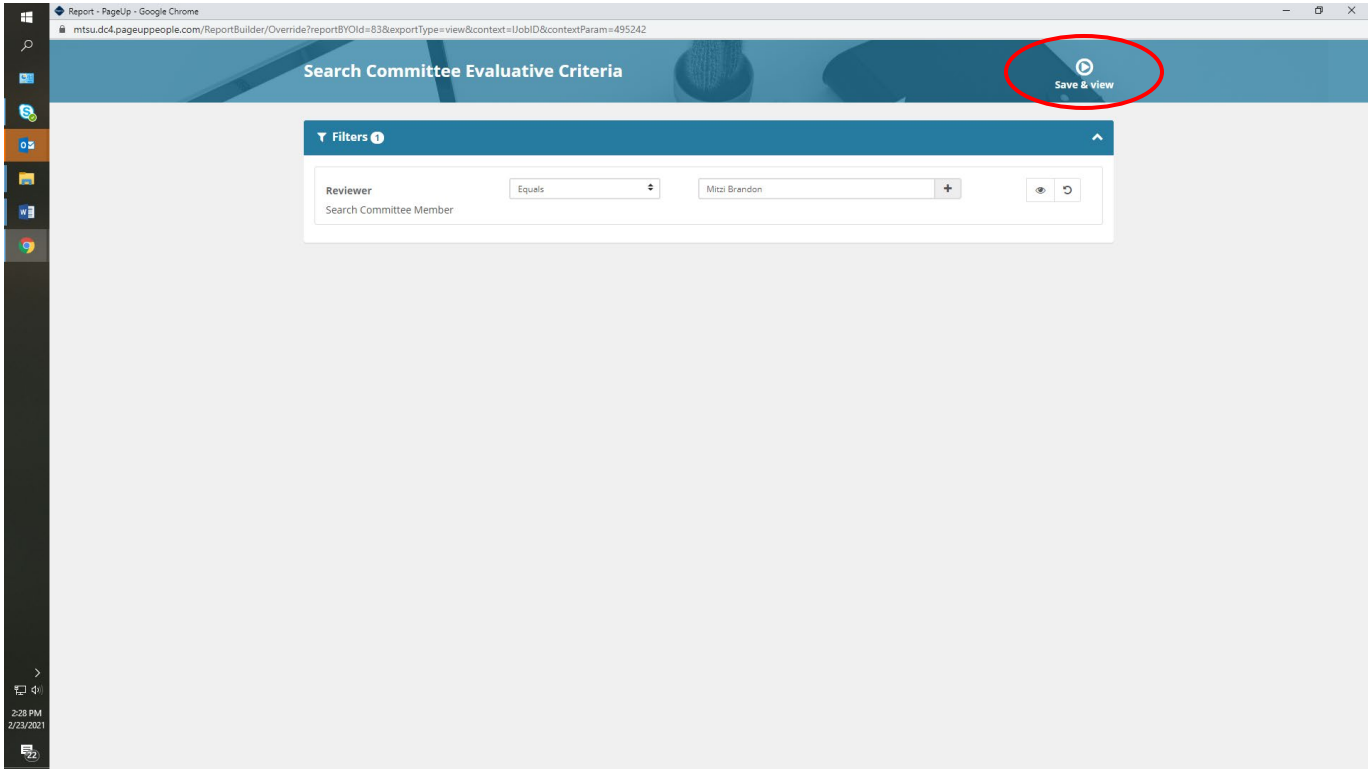 Report - PageUp - Google Chrome
mtsu.dc4.pageuppeople.com/ReportBuilder/Override?reportBYOId=83&exportType=view&context=IJobID&contextParam=495242
Search Committee Evaluative Criteria
Save & view
Filters 1
Reviewer
Equals
Mitzi Brandon
+
Search Committee Member
2:28 PM
2/23/2021
22